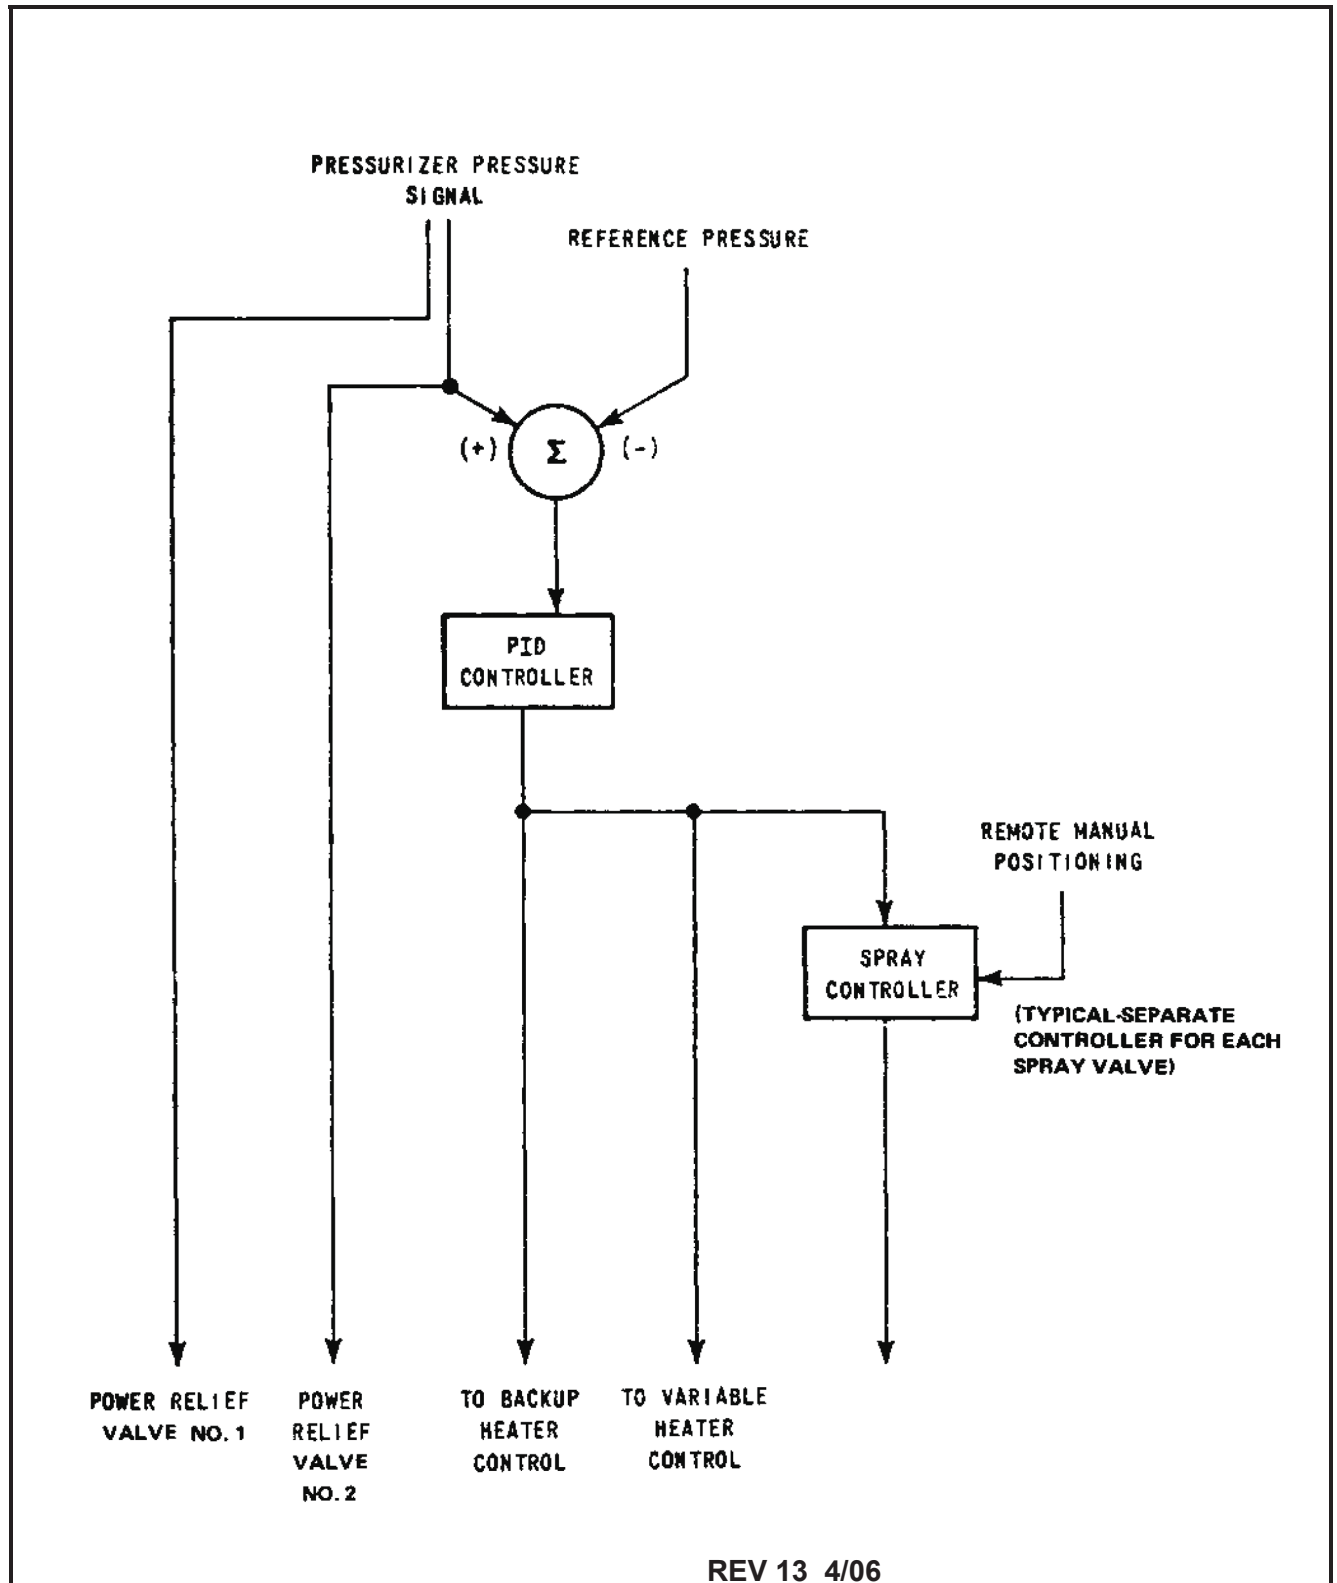 PRESSURIZER PRESSURE
SIGNAL
REFERENCE PRESSURE
(+)
Σ
(-)
PID
CONTROLLER
REMOTE MANUAL
POSITIONING
SPRAY
CONTROLLER
(TYPICAL-SEPARATE
CONTROLLER FOR EACH
SPRAY VALVE)
POWER RELIEF
VALVE NO. 1
POWER
RELIEF
VALVE
NO. 2
TO BACKUP
HEATER
CONTROL
TO VARIABLE
HEATER
CONTROL
REV 13 4/06